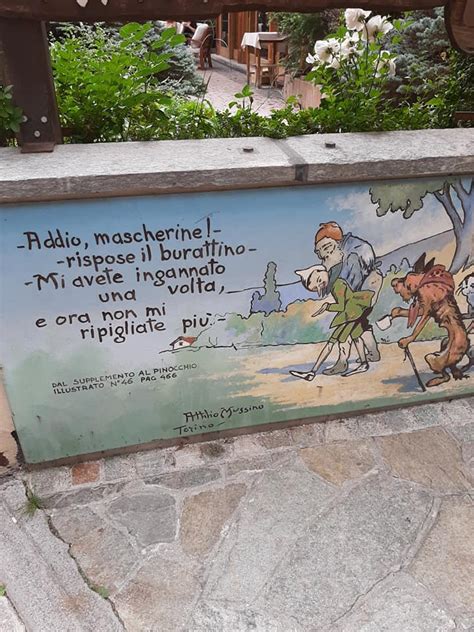 -Addio, mascherine!-
-rispose il burattino-
-Mi avete ingannato
una volta,
e ora non mi
ripigliate più.
DAL SUPPLEMENTO AL PINOCCHIO
ILLUSTRATO N°46 PAG 466
Attilio Mussino
Torino